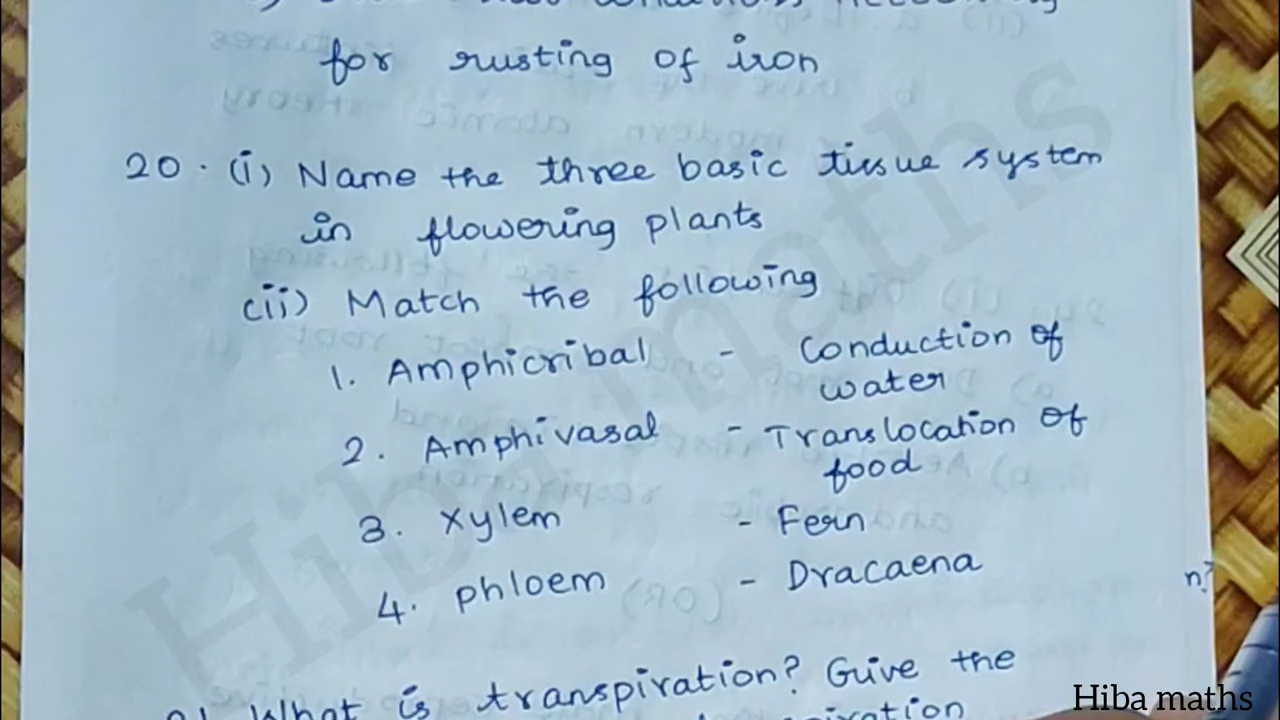 for rusting of iron
20. (i) Name the three basic tissue system
in flowering plants
(ii) Match the following
1. Amphicribal - Conduction of
water
2. Amphivasal - Translocation of
food
3. Xylem - Fern
4. phloem - Dracaena
n?
What is transpiration? Give the
Hiba maths
Hiba maths